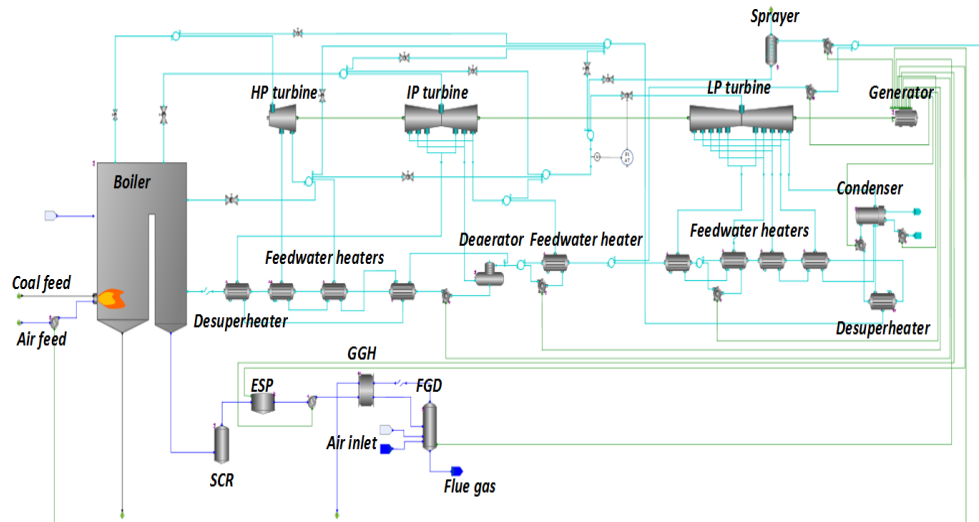 Sprayer
HP turbine
IP turbine
LP turbine
Generator
Boiler
Condenser
Deaerator
Feedwater heater
Feedwater heaters
Feedwater heaters
Coal feed
Air feed
Desuperheater
Desuperheater
GGH
ESP
FGD
Air inlet
SCR
Flue gas